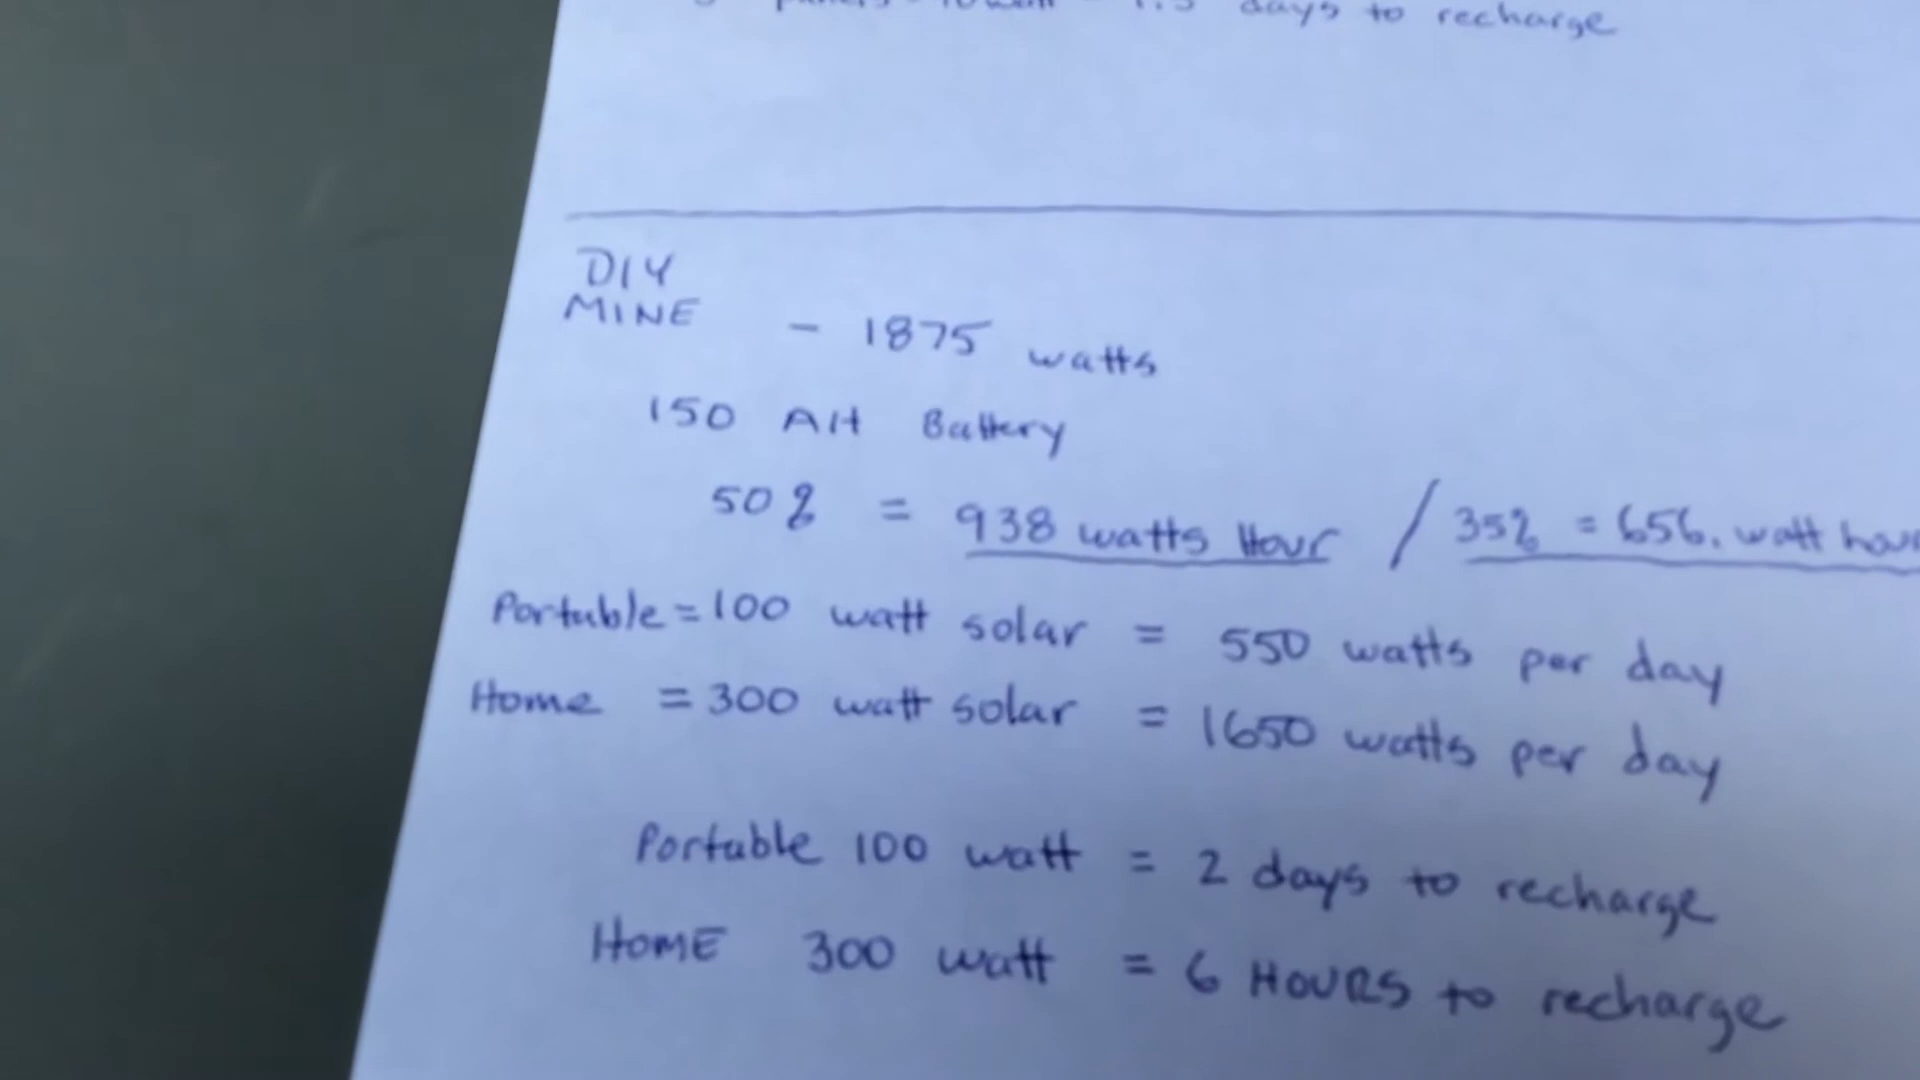 days to recharge
DIY
MINE - 1875 watts
150 AH Battery
50% = 938 watts Hour / 35% = 656. watt hour
Portable = 100 watt solar = 550 watts per day
Home = 300 watt solar = 1650 watts per day
Portable 100 watt = 2 days to recharge
HOME 300 watt = 6 HOURS to recharge